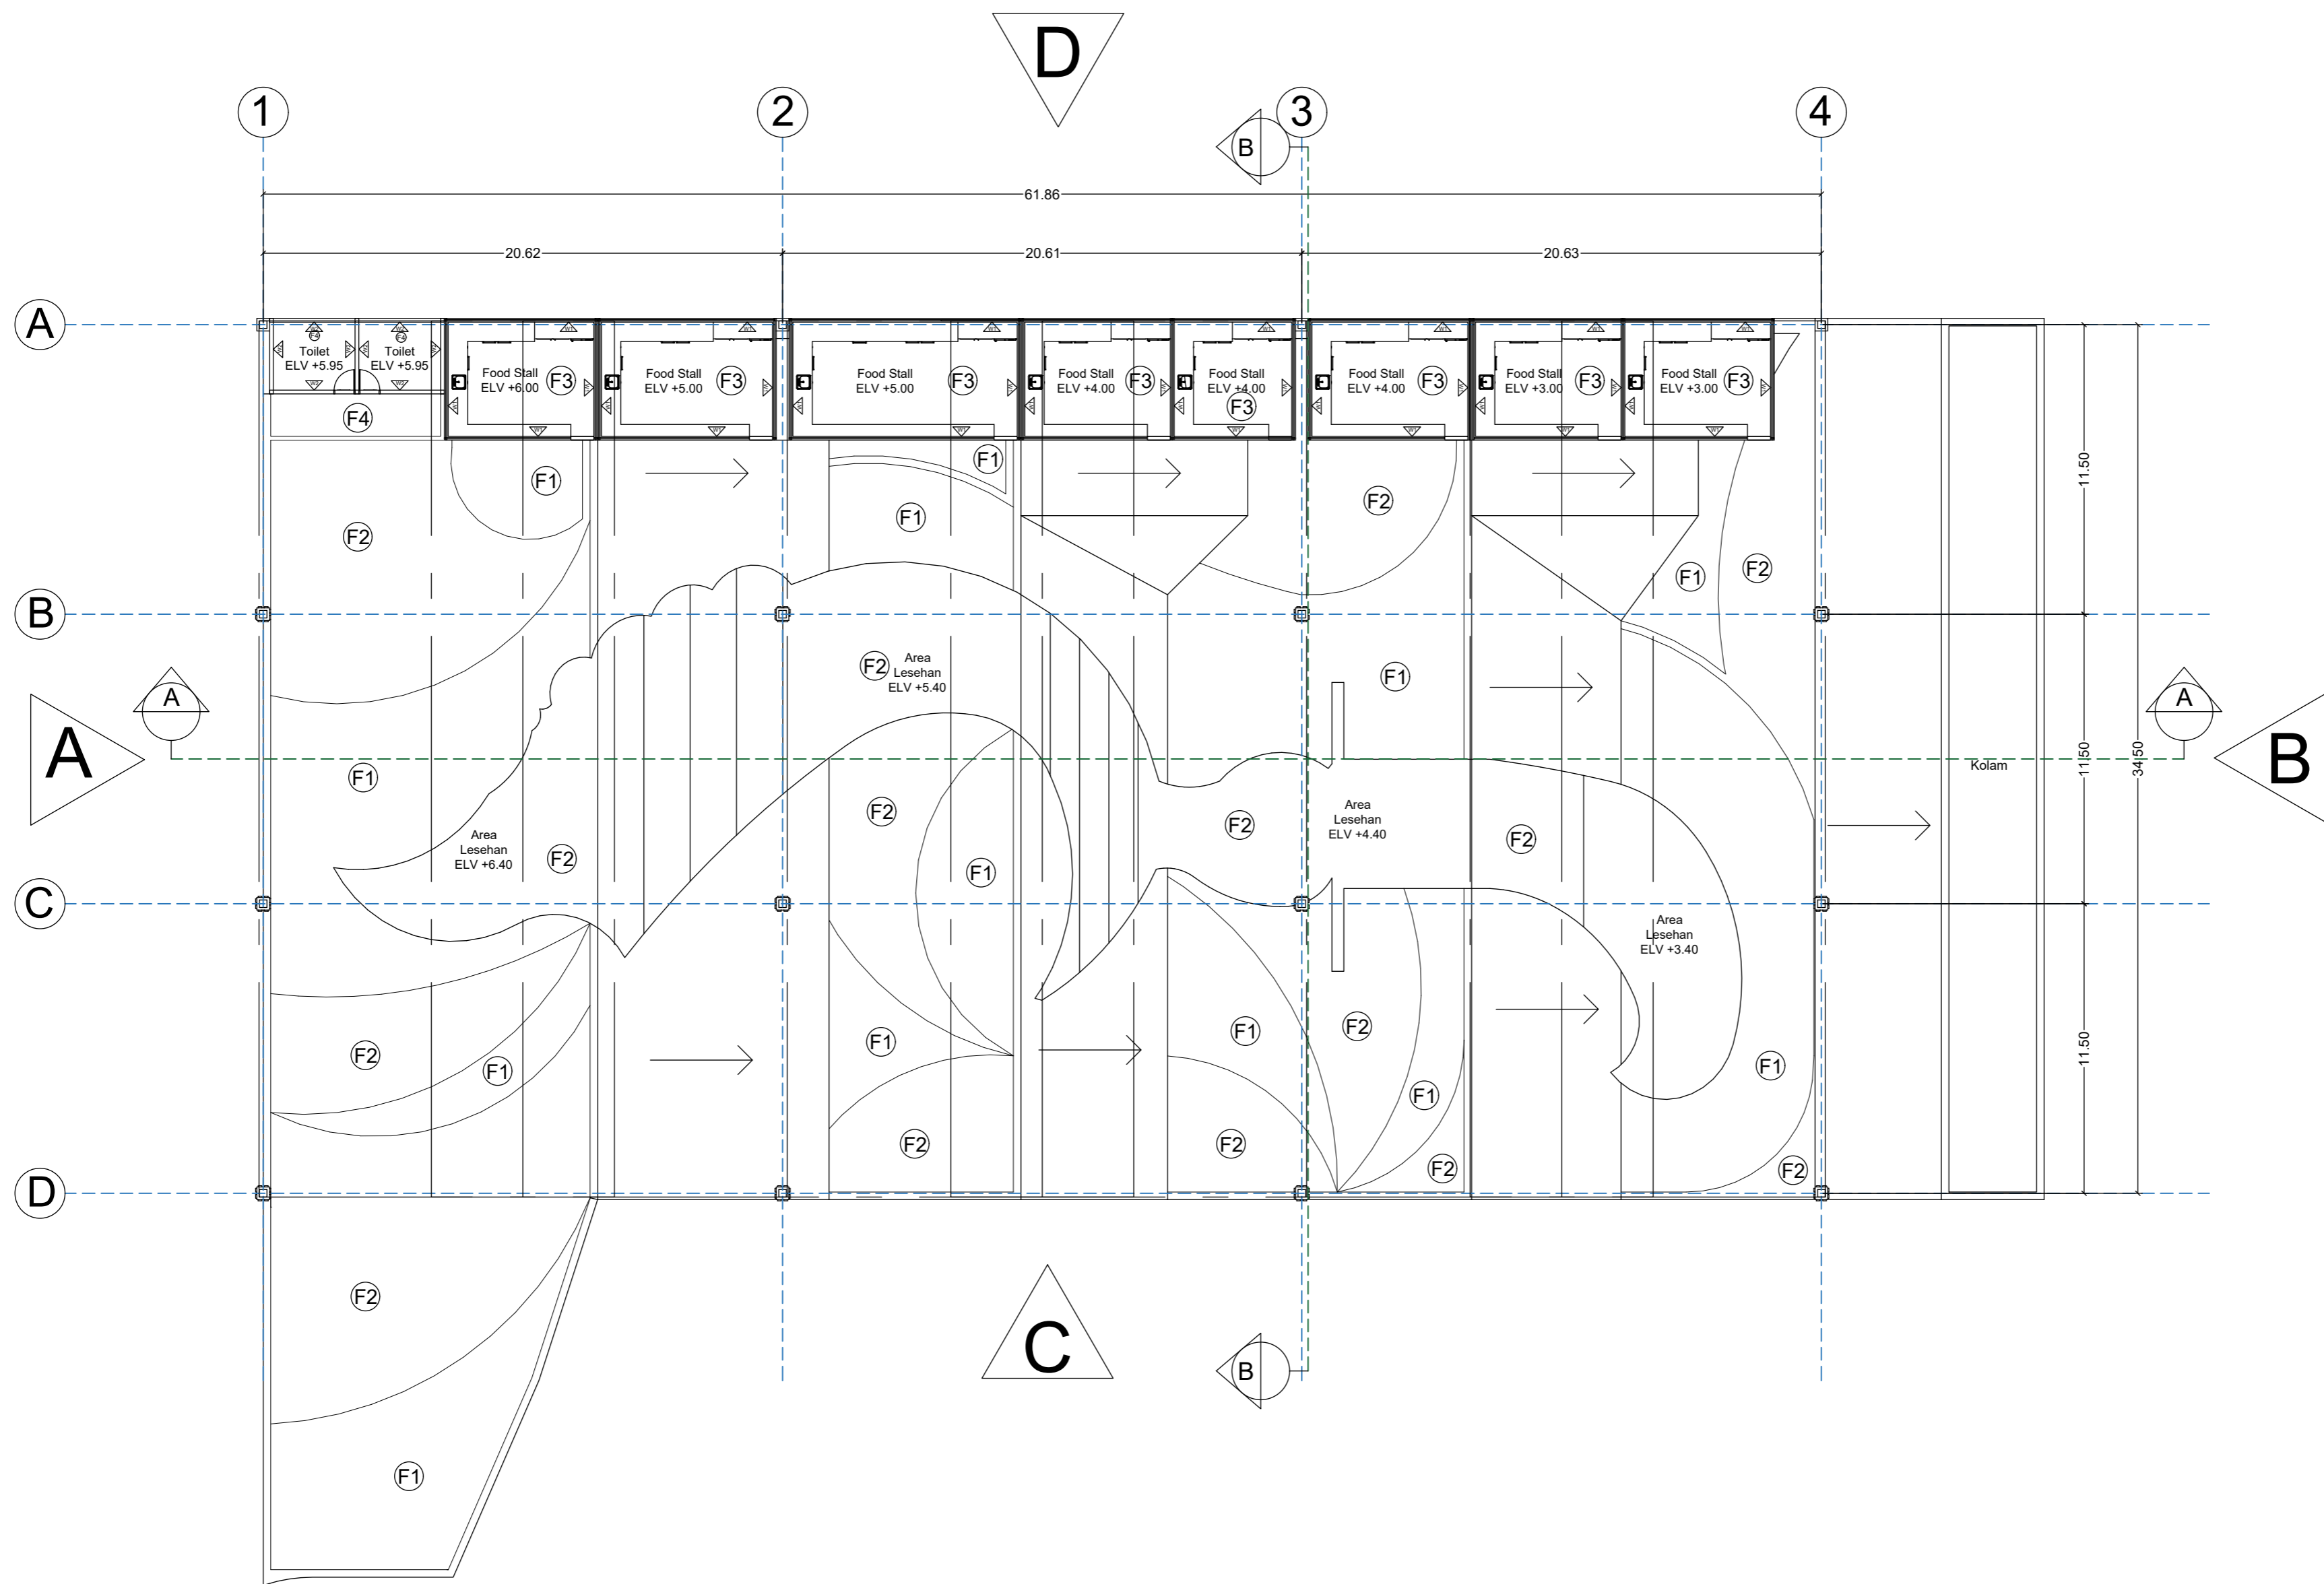 D
1
2
3
4
B
61.86
20.62
20.61
20.63
A
Toilet
ELV +5.95
Toilet
ELV +5.95
Food Stall
ELV +6.00
F3
Food Stall
ELV +5.00
F3
Food Stall
ELV +5.00
F3
Food Stall
ELV +4.00
F3
Food Stall
ELV +4.00
F3
Food Stall
ELV +4.00
F3
Food Stall
ELV +3.00
F3
Food Stall
ELV +3.00
F3
F4
F1
F1
11.50
F2
F1
F2
F1
F2
B
F2
Area
Lesehan
ELV +5.40
F1
A
A
A
B
F1
Kolam
11.50
34.50
F2
F2
Area
Lesehan
ELV +4.40
F2
Area
Lesehan
ELV +6.40
F2
F1
C
Area
Lesehan
ELV +3.40
F2
F1
F1
F1
F2
F1
F1
11.50
F2
F2
F2
F2
D
F2
C
B
F1